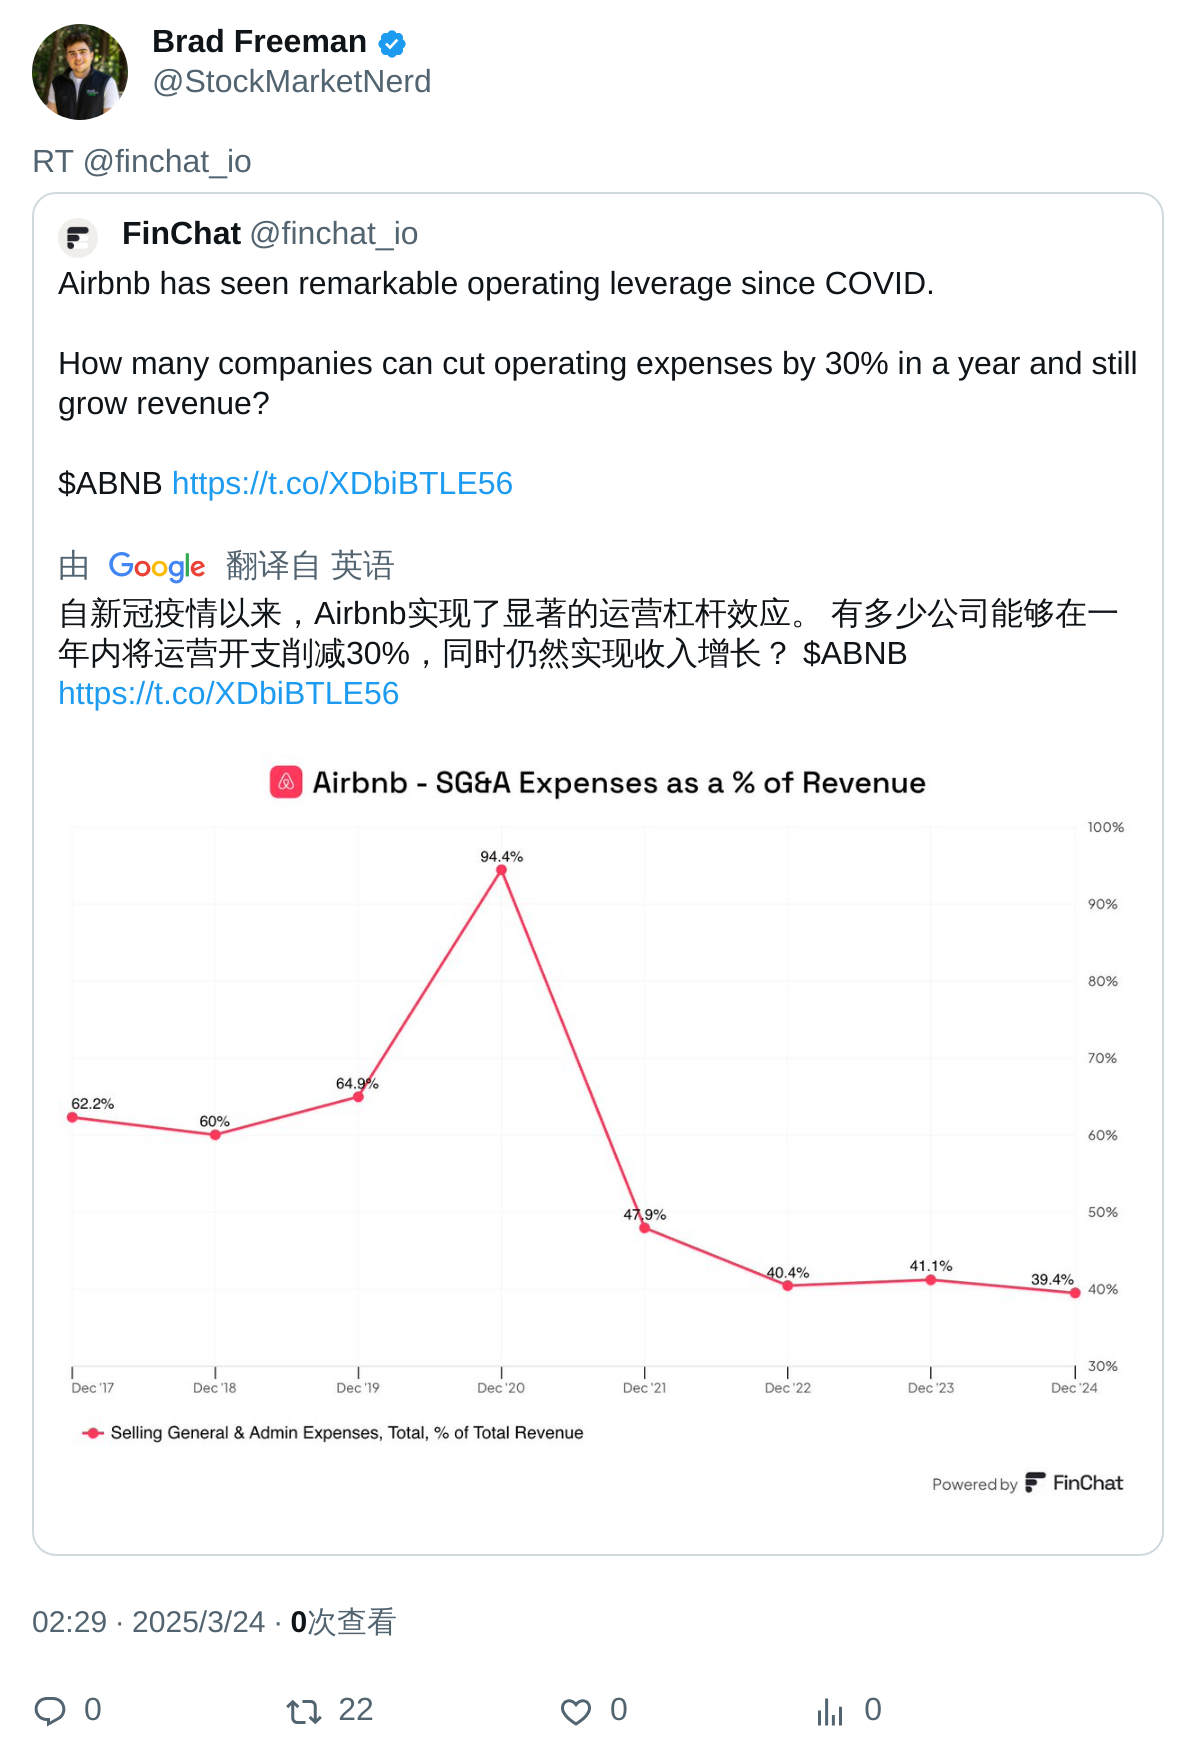 Brad Freeman
@StockMarketNerd
RT @finchat_io
FinChat @finchat_io
Airbnb has seen remarkable operating leverage since COVID.
How many companies can cut operating expenses by 30% in a year and still
grow revenue?
$ABNB https://t.co/XDbiBTLE56
由 Google 翻译自 英语
自新冠疫情以来，Airbnb实现了显著的运营杠杆效应。 有多少公司能够在一
年内将运营开支削减30%，同时仍然实现收入增长？ $ABNB
https://t.co/XDbiBTLE56
Airbnb - SG&A Expenses as a % of Revenue
100%
94.4%
90%
80%
70%
64.9%
62.2%
60%
60%
50%
47.9%
40.4%
41.1%
39.4%
40%
30%
Dec '17 Dec '18 Dec '19 Dec '20 Dec '21 Dec '22 Dec '23 Dec '24
Selling General & Admin Expenses, Total, % of Total Revenue
Powered by FinChat
02:29 · 2025/3/24 · 0次查看
0 22 0 0